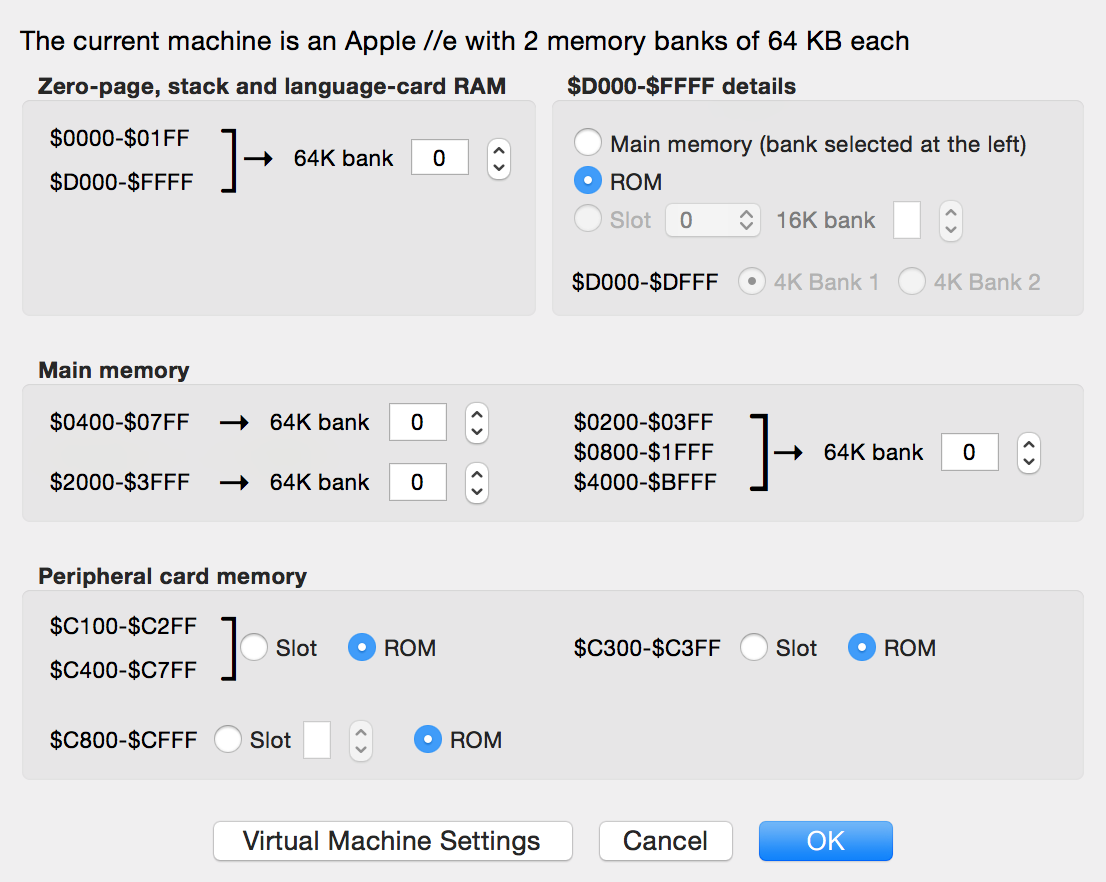 The current machine is an Apple //e with 2 memory banks of 64 KB each
Zero-page, stack and language-card RAM
$0000-$01FF
$D000-$FFFF
64K bank 0
$D000-$FFFF details
Main memory (bank selected at the left)
ROM
Slot 0 16K bank
$D000-$DFFF 4K Bank 1 4K Bank 2
Main memory
$0400-$07FF → 64K bank 0
$2000-$3FFF → 64K bank 0
$0200-$03FF
$0800-$1FFF
$4000-$BFFF
→ 64K bank 0
Peripheral card memory
$C100-$C2FF
$C400-$C7FF
Slot ROM
$C300-$C3FF Slot ROM
$C800-$CFFF Slot ROM
Virtual Machine Settings Cancel OK